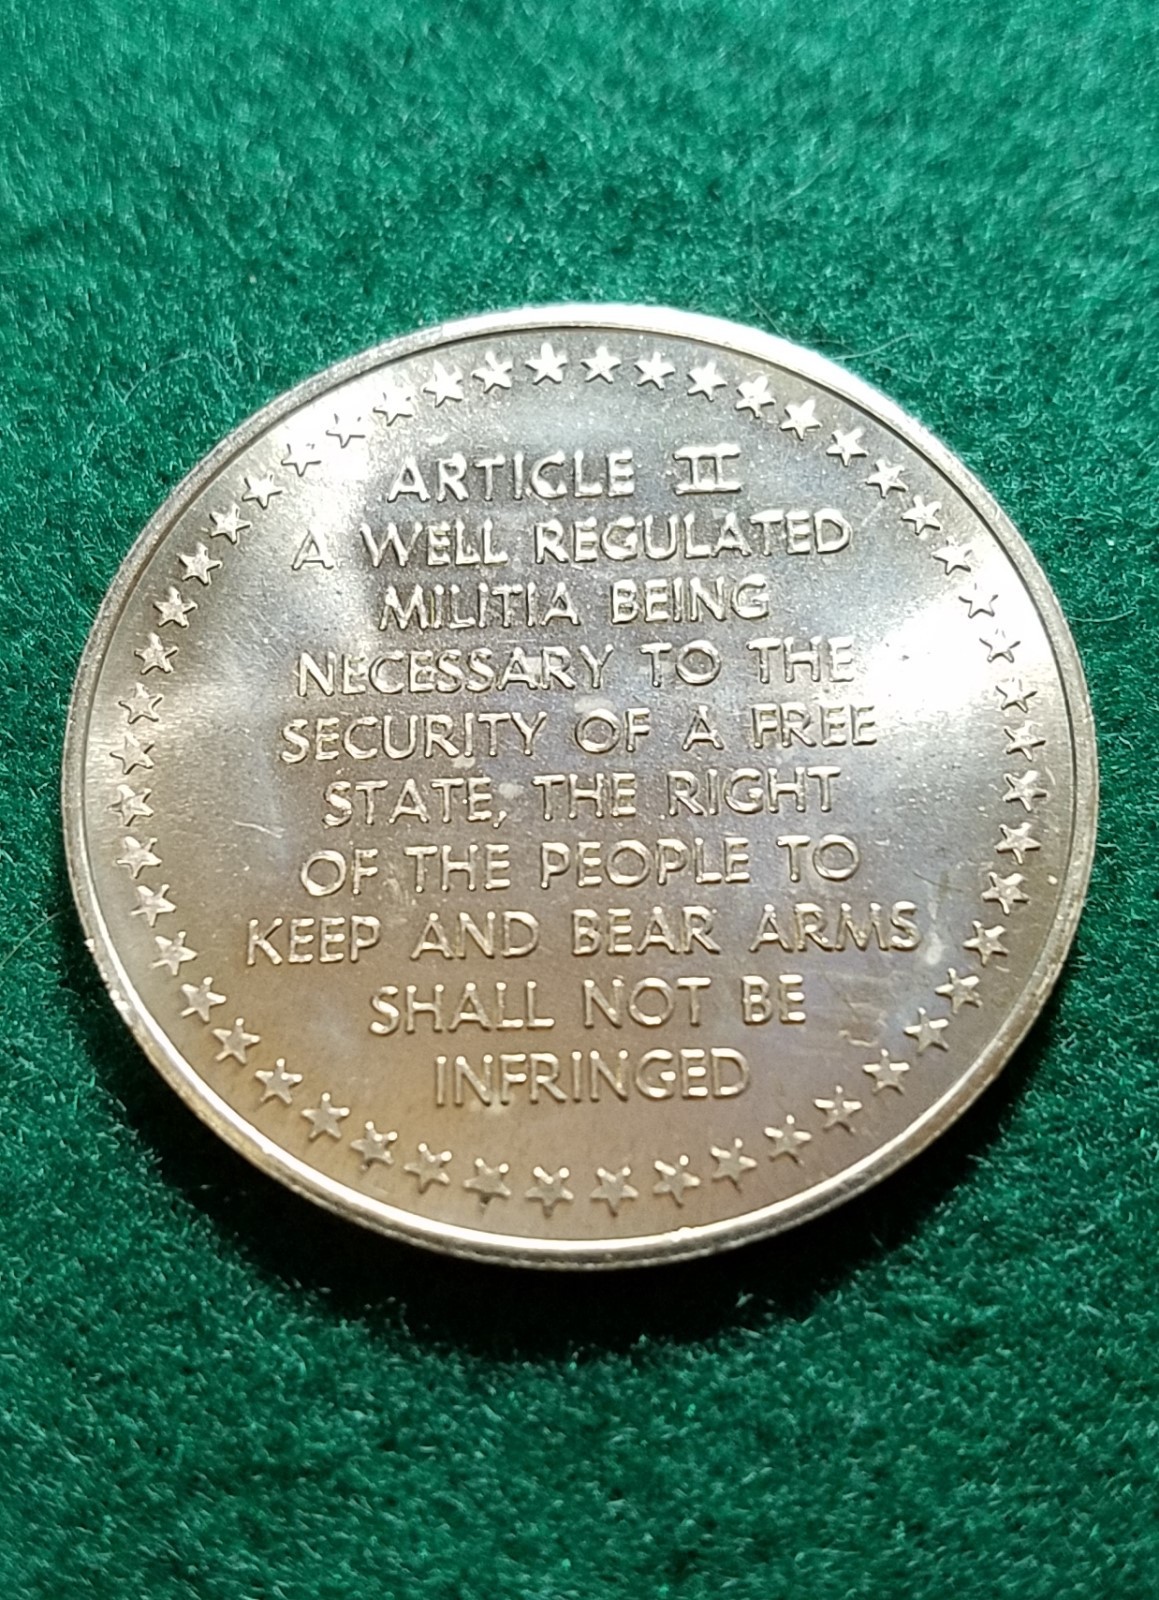 ARTICLE II
A WELL REGULATED
MILITIA BEING
NECESSARY TO THE
SECURITY OF A FREE
STATE, THE RIGHT
OF THE PEOPLE TO
KEEP AND BEAR ARMS
SHALL NOT BE
INFRINGED